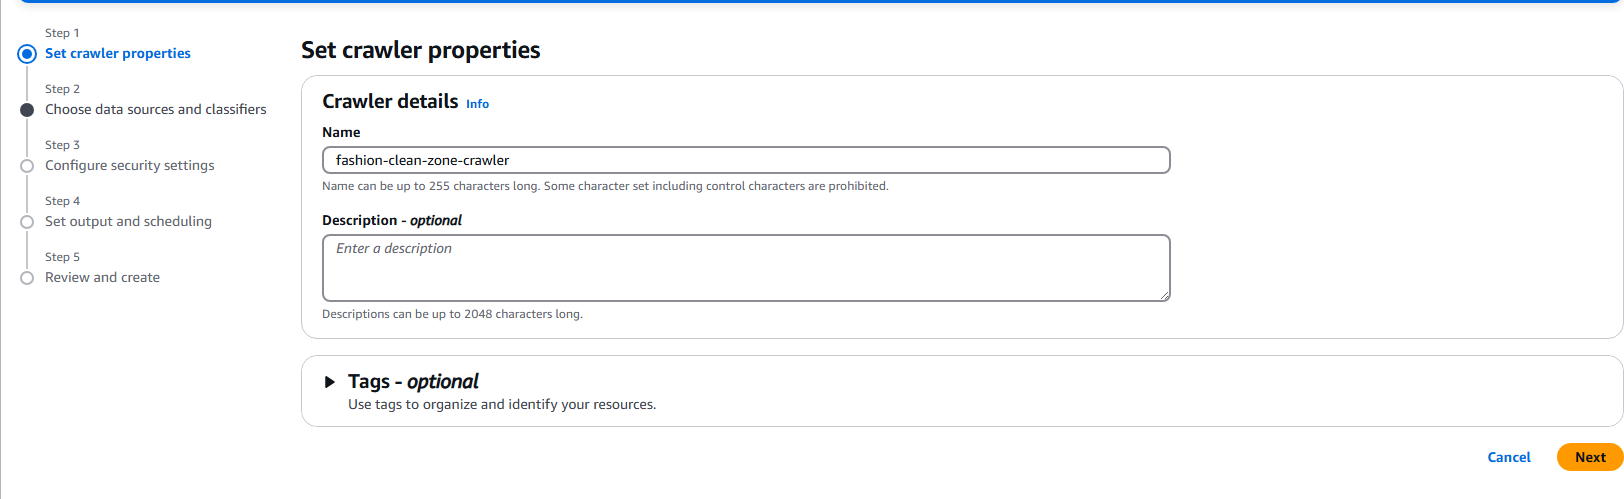 Step 1
Set crawler properties
Step 2
Choose data sources and classifiers
Step 3
Configure security settings
Step 4
Set output and scheduling
Step 5
Review and create
Set crawler properties
Crawler details Info
Name
fashion-clean-zone-crawler
Name can be up to 255 characters long. Some character set including control characters are prohibited.
Description - optional
Enter a description
Descriptions can be up to 2048 characters long.
Tags - optional
Use tags to organize and identify your resources.
Cancel Next